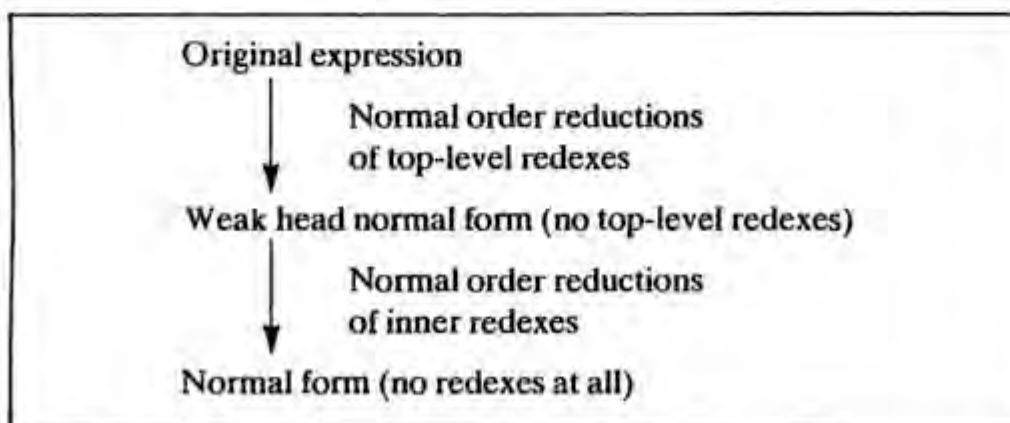 Original expression
Normal order reductions
of top-level redexes
Weak head normal form (no top-level redexes)
Normal order reductions
of inner redexes
Normal form (no redexes at all)